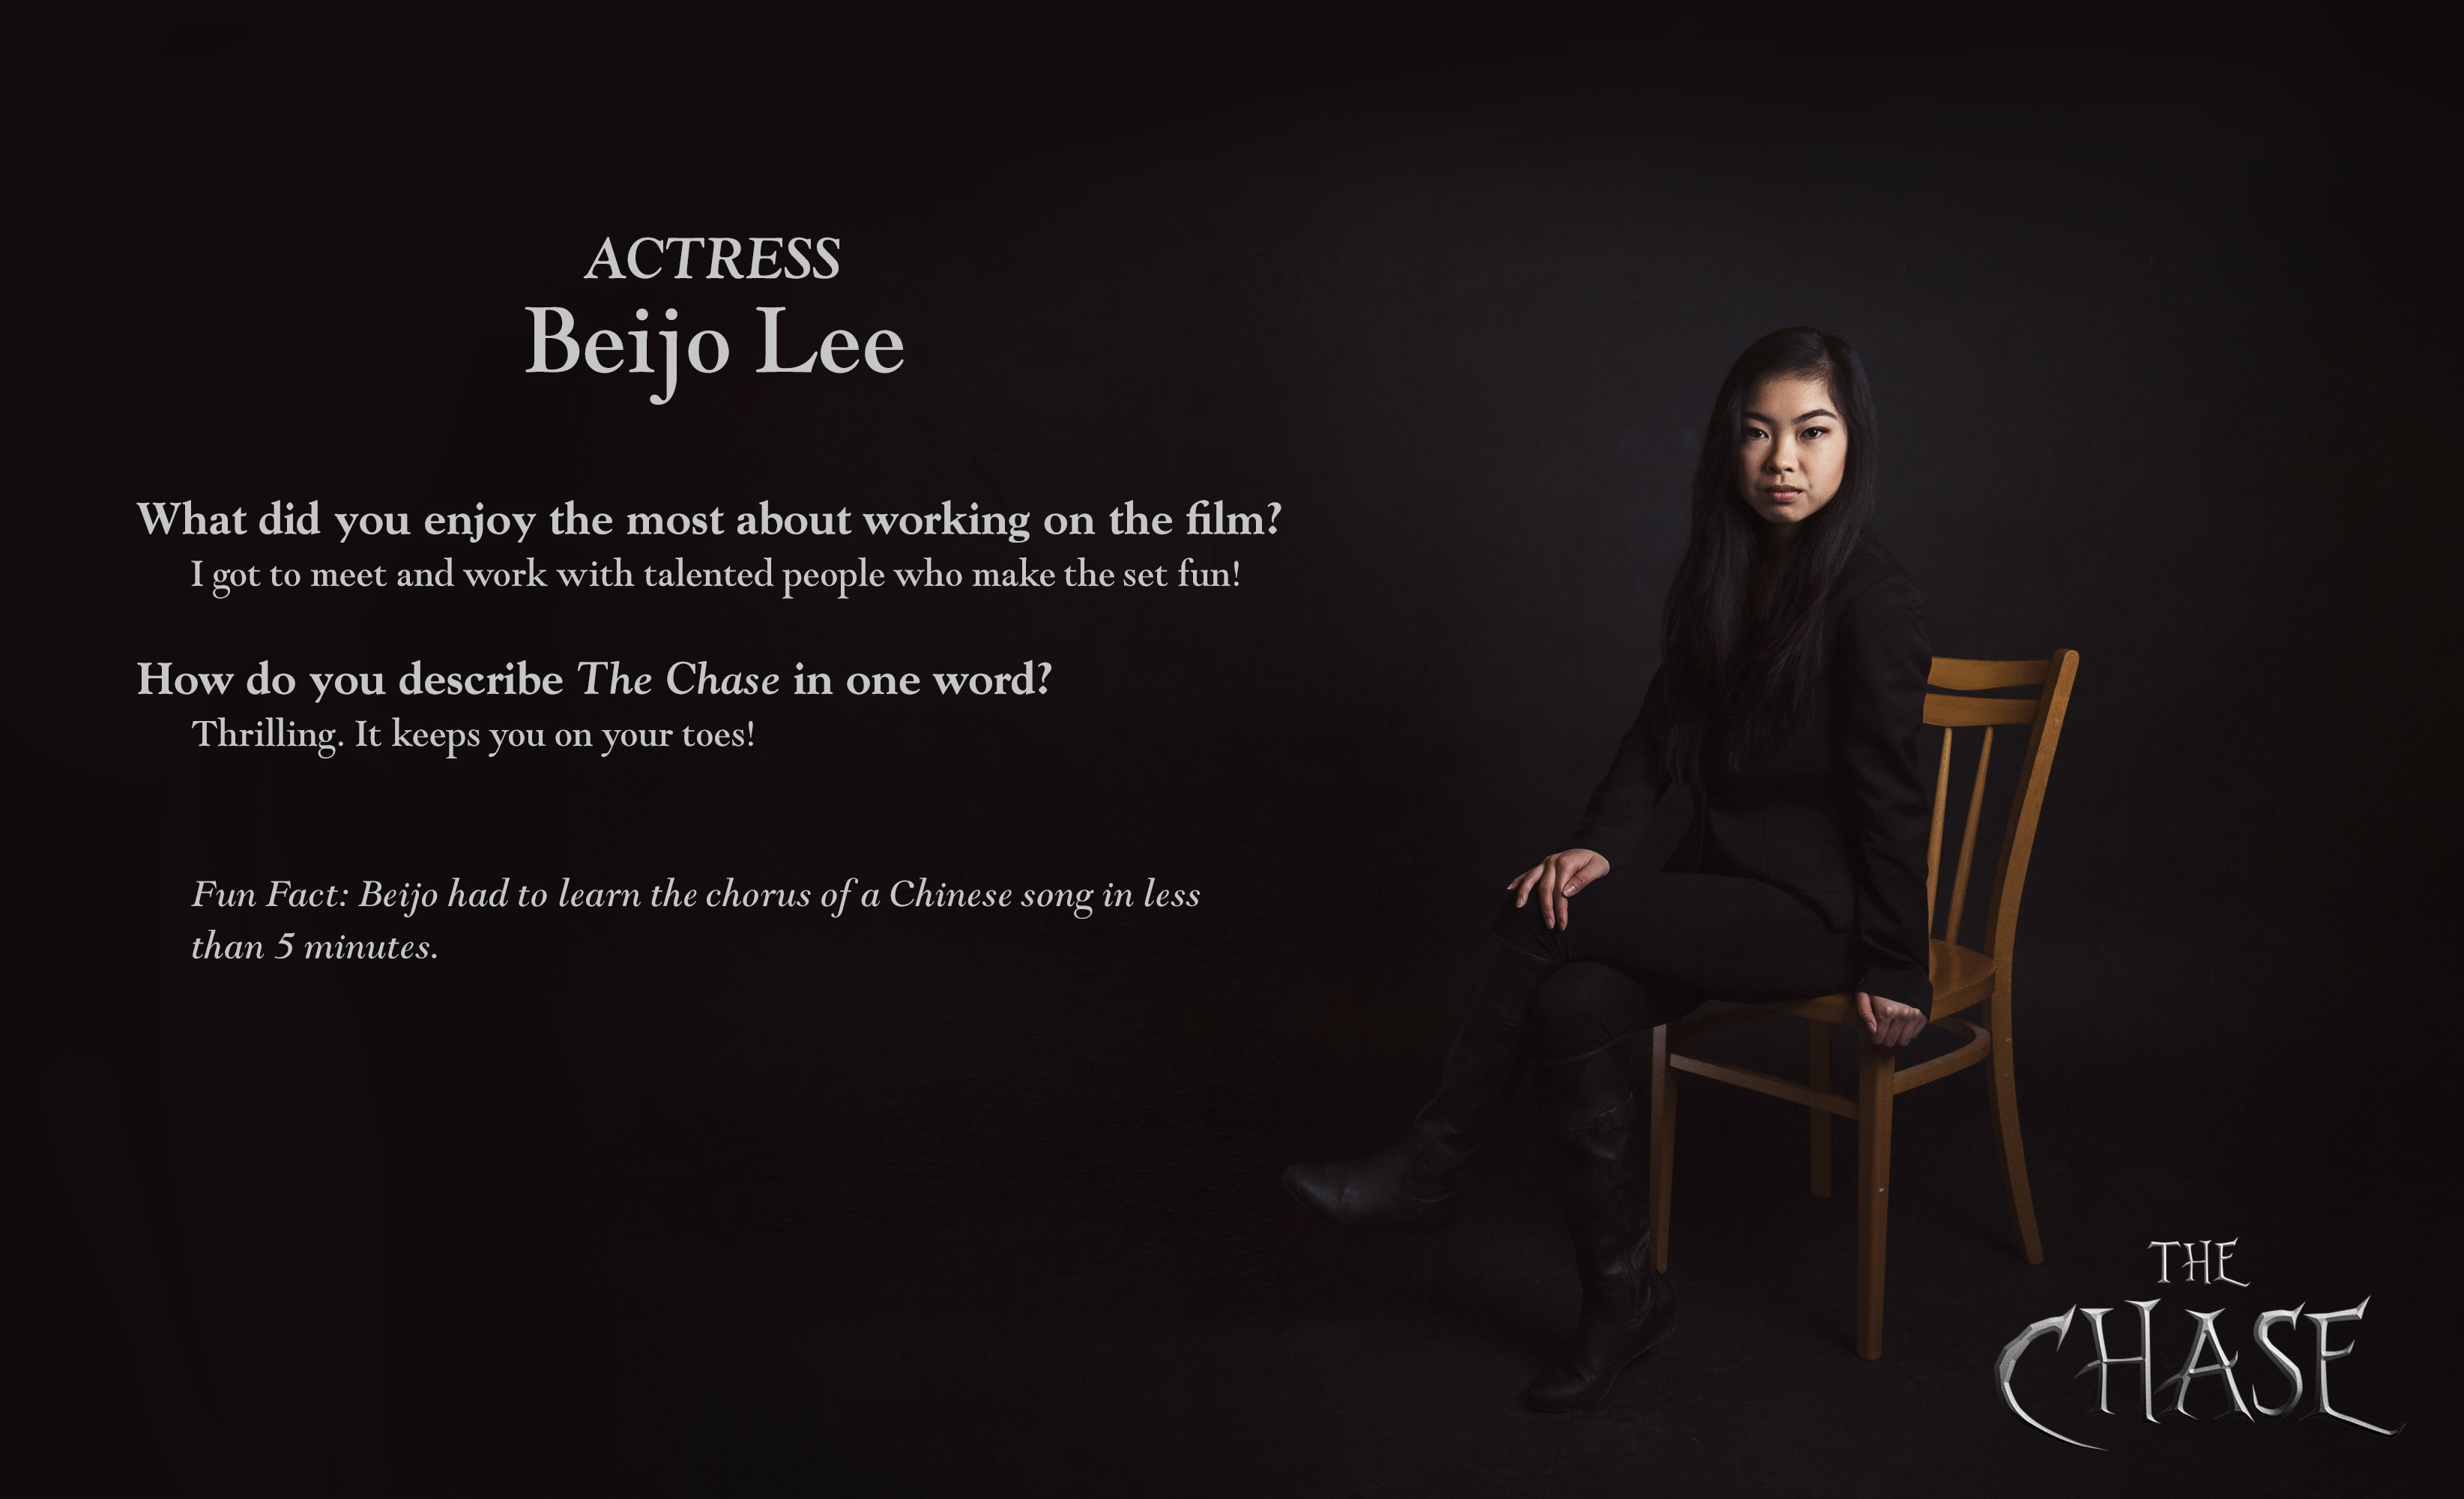 ACTRESS
Beijo Lee
What did you enjoy the most about working on the film?
I got to meet and work with talented people who make the set fun!
How do you describe The Chase in one word?
Thrilling. It keeps you on your toes!
Fun Fact: Beijo had to learn the chorus of a Chinese song in less
than 5 minutes.
THE
CHASE